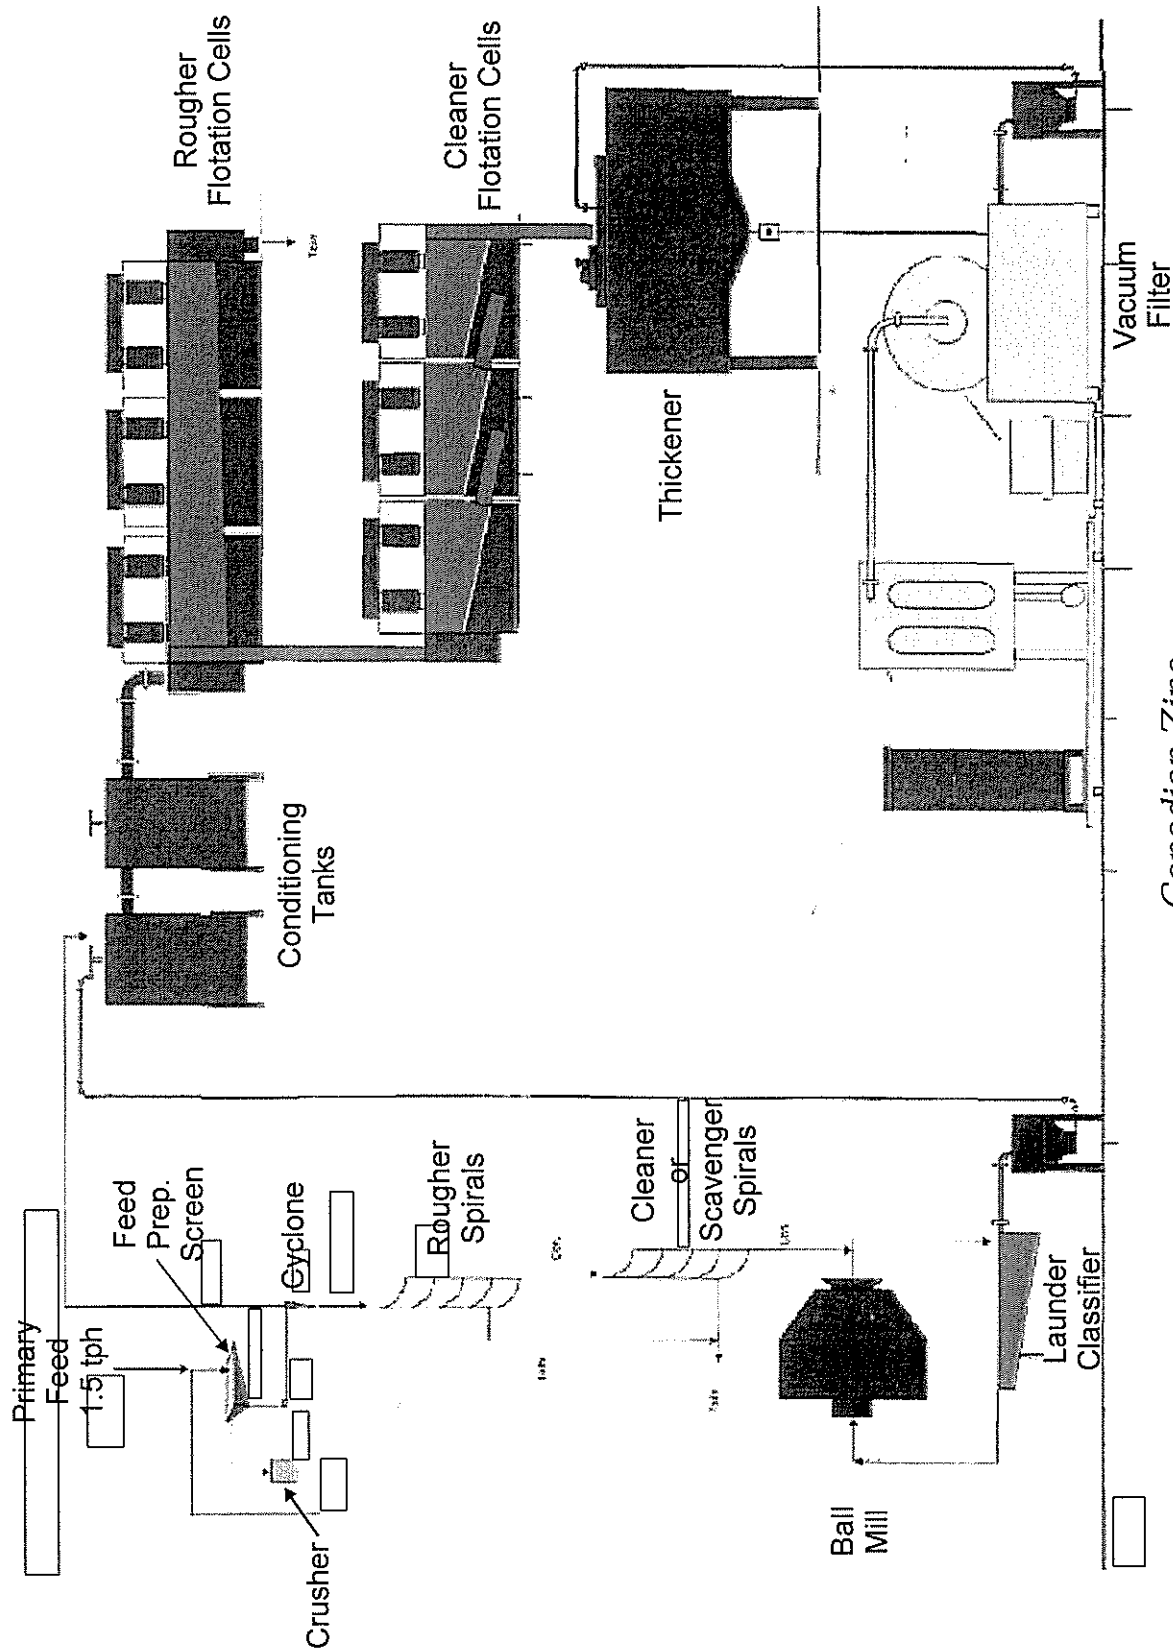 Primary
Feed
1.5 tph
Feed
Prep.
Screen
Crusher
Cyclone
Rougher
Spirals
Cleaner
or
Scavenger
Spirals
Ball
Mill
Launder
Classifier
Conditioning
Tanks
Rougher
Flotation Cells
Cleaner
Flotation Cells
Thickener
Vacuum
Filter